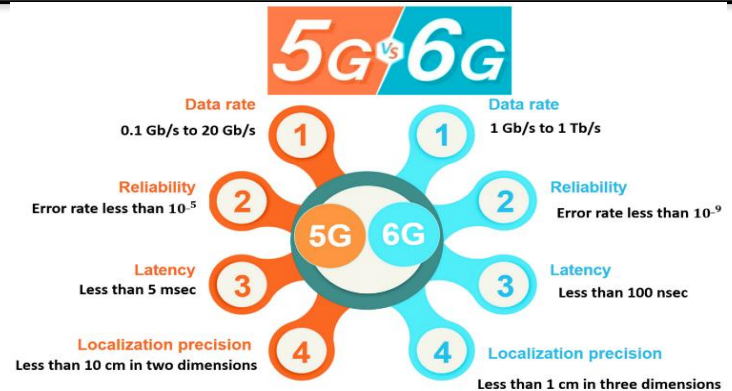 5G VS 6G
Data rate
0.1 Gb/s to 20 Gb/s
1
Reliability
Error rate less than 10⁻⁵
2
Latency
Less than 5 msec
3
Localization precision
Less than 10 cm in two dimensions
4
5G
6G
Data rate
1 Gb/s to 1 Tb/s
1
Reliability
Error rate less than 10⁻⁹
2
Latency
Less than 100 nsec
3
Localization precision
Less than 1 cm in three dimensions
4